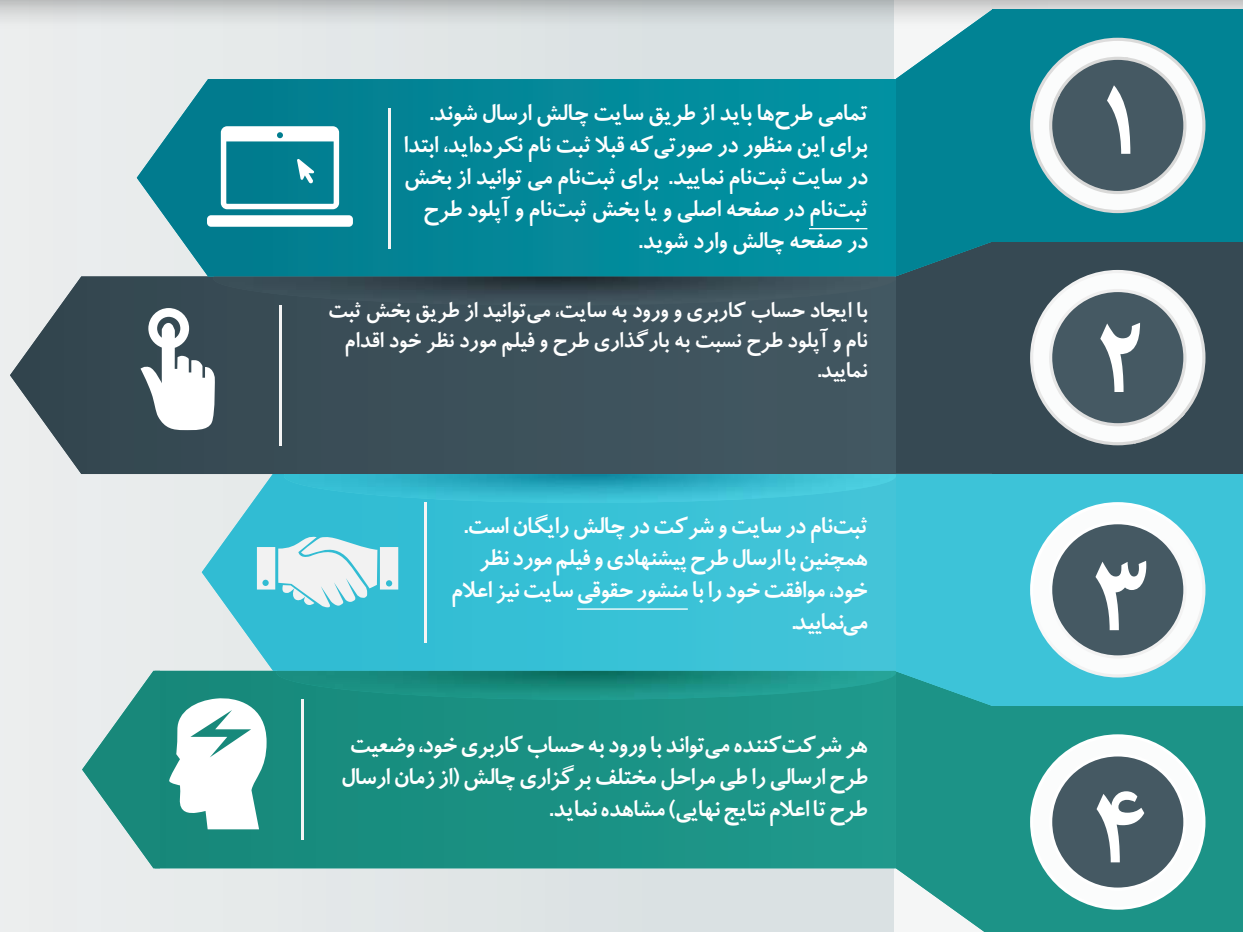 ۱
تمامی طرح‌ها باید از طریق سایت چالش ارسال شوند.
برای این منظور در صورتی‌که قبلا ثبت نام نکرده‌اید، ابتدا
در سایت ثبت‌نام نمایید. برای ثبت‌نام می توانید از بخش
ثبت‌نام در صفحه اصلی و یا بخش ثبت‌نام و آپلود طرح
در صفحه چالش وارد شوید.
۲
با ایجاد حساب کاربری و ورود به سایت، می‌توانید از طریق بخش ثبت
نام و آپلود طرح نسبت به بارگذاری طرح و فیلم مورد نظر خود اقدام
نمایید.
۳
ثبت‌نام در سایت و شرکت در چالش رایگان است.
همچنین با ارسال طرح پیشنهادی و فیلم مورد نظر
خود، موافقت خود را با منشور حقوقی سایت نیز اعلام
می‌نمایید.
۴
هر شرکت‌کننده می‌تواند با ورود به حساب کاربری خود، وضعیت
طرح ارسالی را طی مراحل مختلف برگزاری چالش (از زمان ارسال
طرح تا اعلام نتایج نهایی) مشاهده نماید.